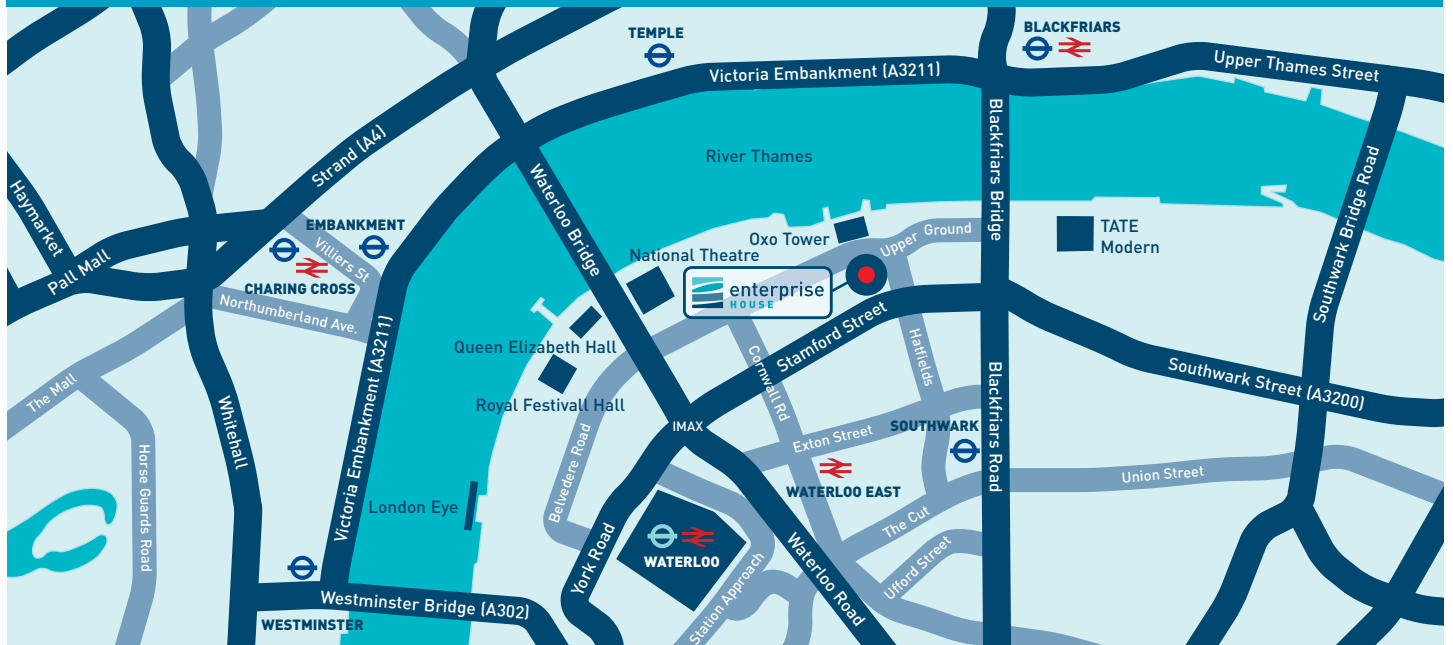 TEMPLE
BLACKFRIARS
Victoria Embankment (A3211)
Upper Thames Street
Strand (A4)
River Thames
Blackfriars Bridge
Haymarket
Waterloo Bridge
Southwark Bridge Road
EMBANKMENT
Villiers St
Oxo Tower
Upper Ground
TATE
Modern
Pall Mall
CHARING CROSS
National Theatre
enterprise
HOUSE
Northumberland Ave.
Stamford Street
Queen Elizabeth Hall
Cornwall Rd
Hatfields
The Mall
Royal Festivall Hall
Southwark Street (A3200)
Whitehall
Victoria Embankment (A3211)
IMAX
Exton Street
SOUTHWARK
Blackfriars Road
Belvedere Road
Horse Guards Road
London Eye
WATERLOO EAST
Union Street
The Cut
York Road
WATERLOO
Station Approach
Waterloo Road
Ufford Street
Westminster Bridge (A302)
WESTMINSTER